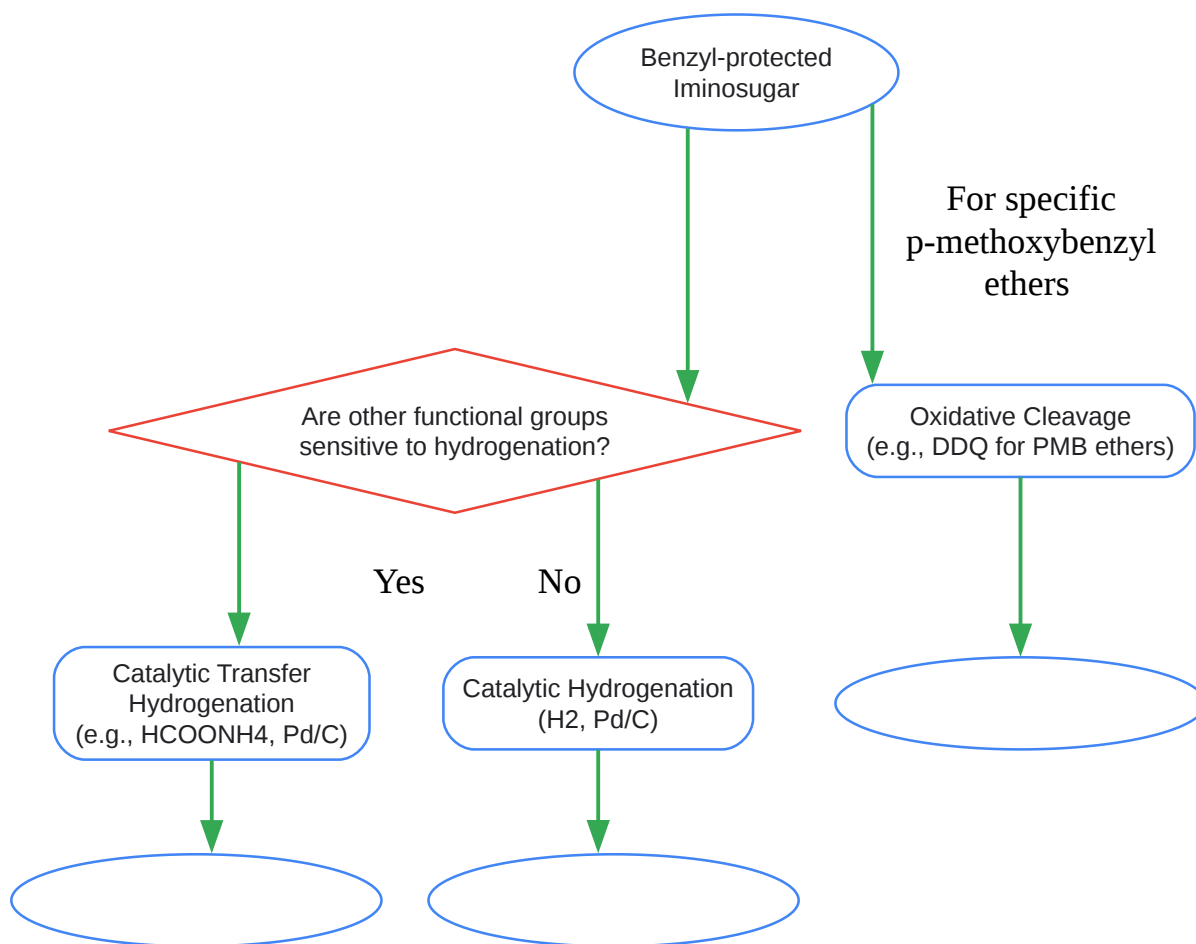 Benzyl-protected
Iminosugar
For specific
p-methoxybenzyl
ethers
Are other functional groups
sensitive to hydrogenation?
Oxidative Cleavage
(e.g., DDQ for PMB ethers)
Yes
No
Catalytic Transfer
Hydrogenation
(e.g., HCOONH4, Pd/C)
Catalytic Hydrogenation
(H2, Pd/C)